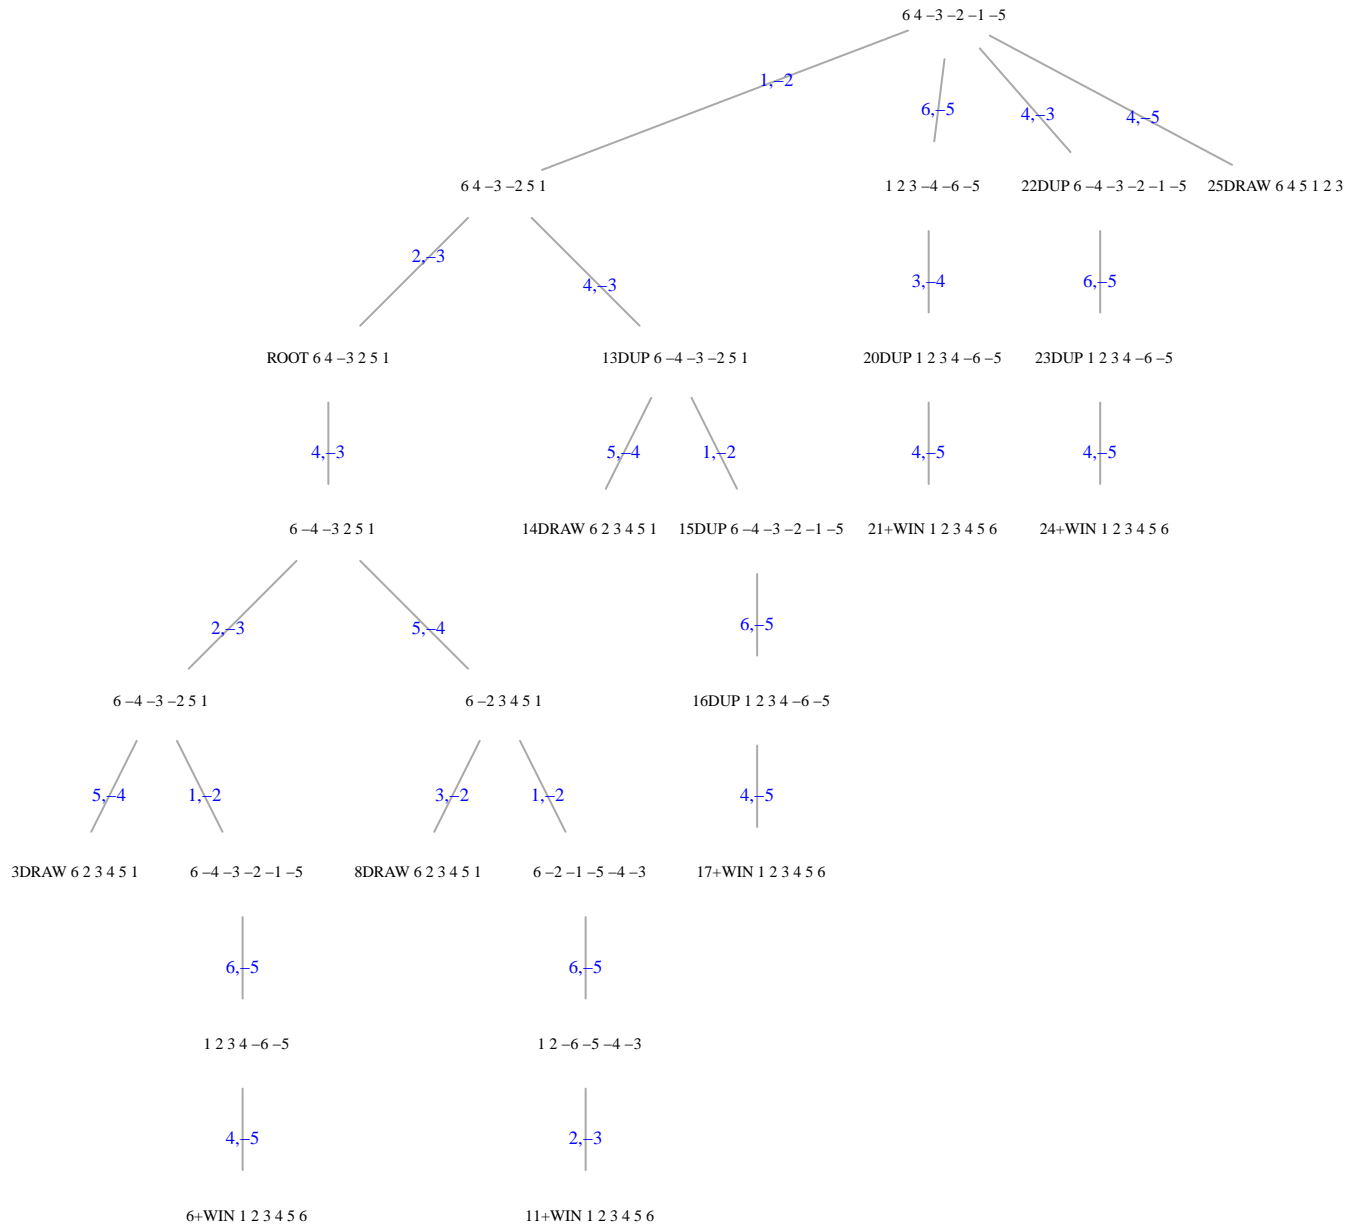 6 4 –3 –2 –1 –5
1,–2
6,–5
4,–3
4,–5
6 4 –3 –2 5 1
1 2 3 –4 –6 –5
22DUP 6 –4 –3 –2 –1 –5
25DRAW 6 4 5 1 2 3
2,–3
4,–3
3,–4
6,–5
ROOT 6 4 –3 2 5 1
13DUP 6 –4 –3 –2 5 1
20DUP 1 2 3 4 –6 –5
23DUP 1 2 3 4 –6 –5
4,–3
5,–4
1,–2
4,–5
4,–5
6 –4 –3 2 5 1
14DRAW 6 2 3 4 5 1
15DUP 6 –4 –3 –2 –1 –5
21+WIN 1 2 3 4 5 6
24+WIN 1 2 3 4 5 6
2,–3
5,–4
6,–5
6 –4 –3 –2 5 1
6 –2 3 4 5 1
16DUP 1 2 3 4 –6 –5
5,–4
1,–2
3,–2
1,–2
4,–5
3DRAW 6 2 3 4 5 1
6 –4 –3 –2 –1 –5
8DRAW 6 2 3 4 5 1
6 –2 –1 –5 –4 –3
17+WIN 1 2 3 4 5 6
6,–5
6,–5
1 2 3 4 –6 –5
1 2 –6 –5 –4 –3
4,–5
2,–3
6+WIN 1 2 3 4 5 6
11+WIN 1 2 3 4 5 6